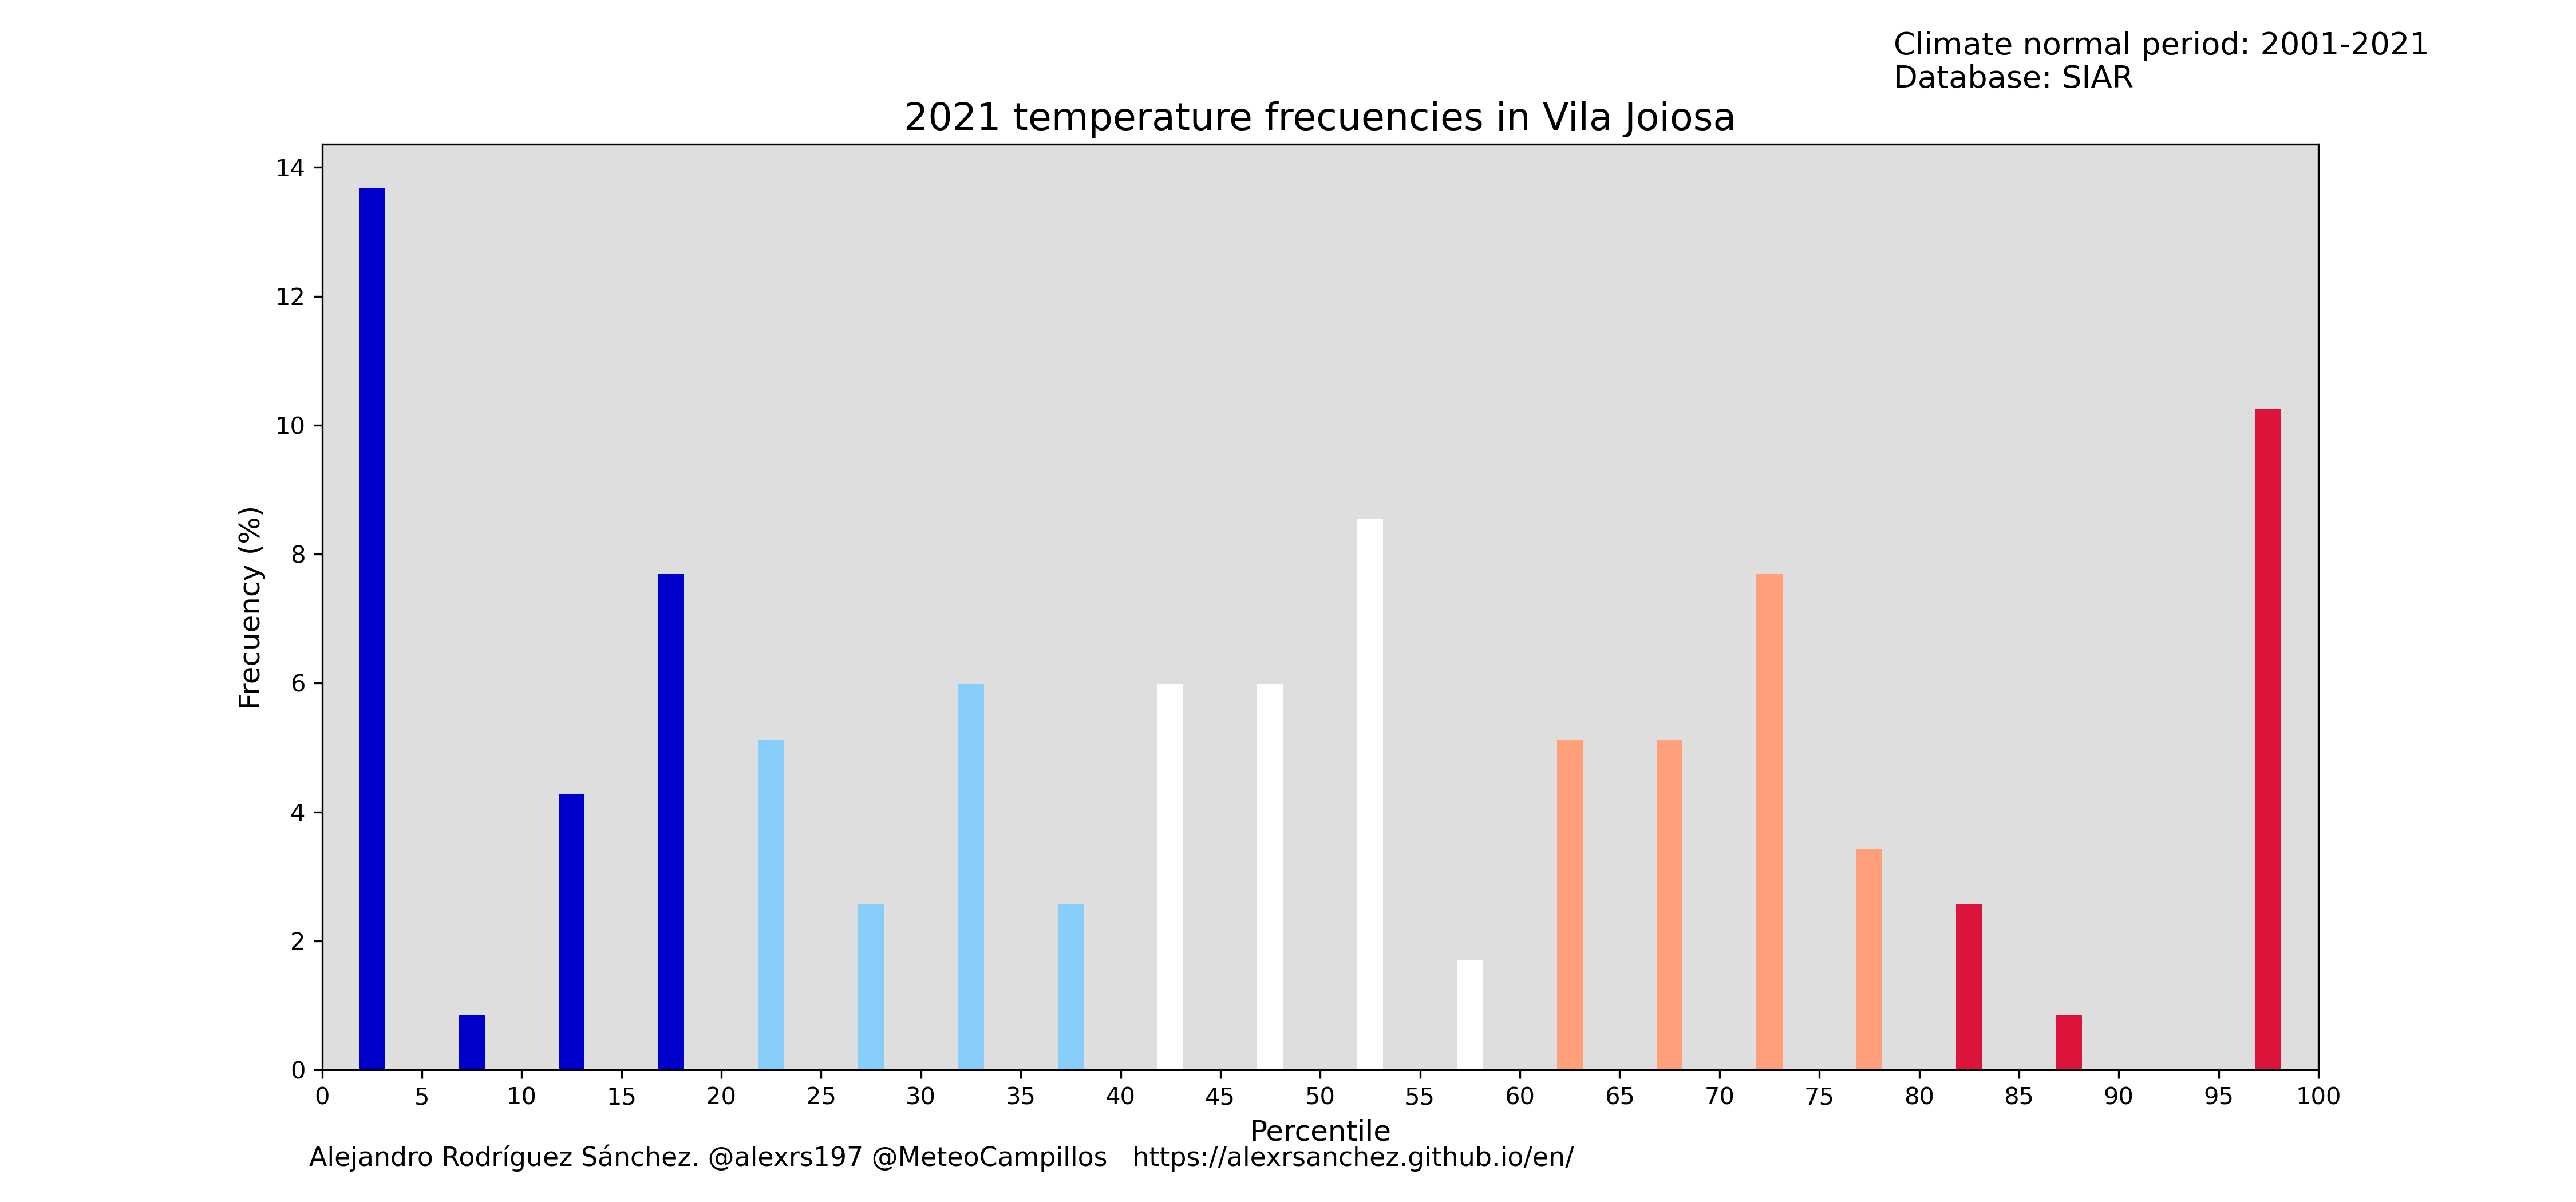 Climate normal period: 2001-2021
Database: SIAR
2021 temperature frecuencies in Vila Joiosa
14
12
10
8
6
4
2
0
Frecuency (%)
0 5 10 15 20 25 30 35 40 45 50 55 60 65 70 75 80 85 90 95 100
Percentile
Alejandro Rodríguez Sánchez. @alexrs197 @MeteoCampillos https://alexrsanchez.github.io/en/